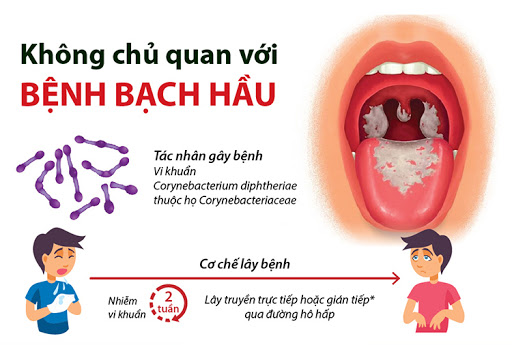 Không chủ quan với
BỆNH BẠCH HẦU
Tác nhân gây bệnh
Vi khuẩn
Corynebacterium diphtheriae
thuộc họ Corynebacteriaceae
Cơ chế lây bệnh
Nhiễm
vi khuẩn
2
tuần
Lây truyền trực tiếp hoặc gián tiếp*
qua đường hô hấp